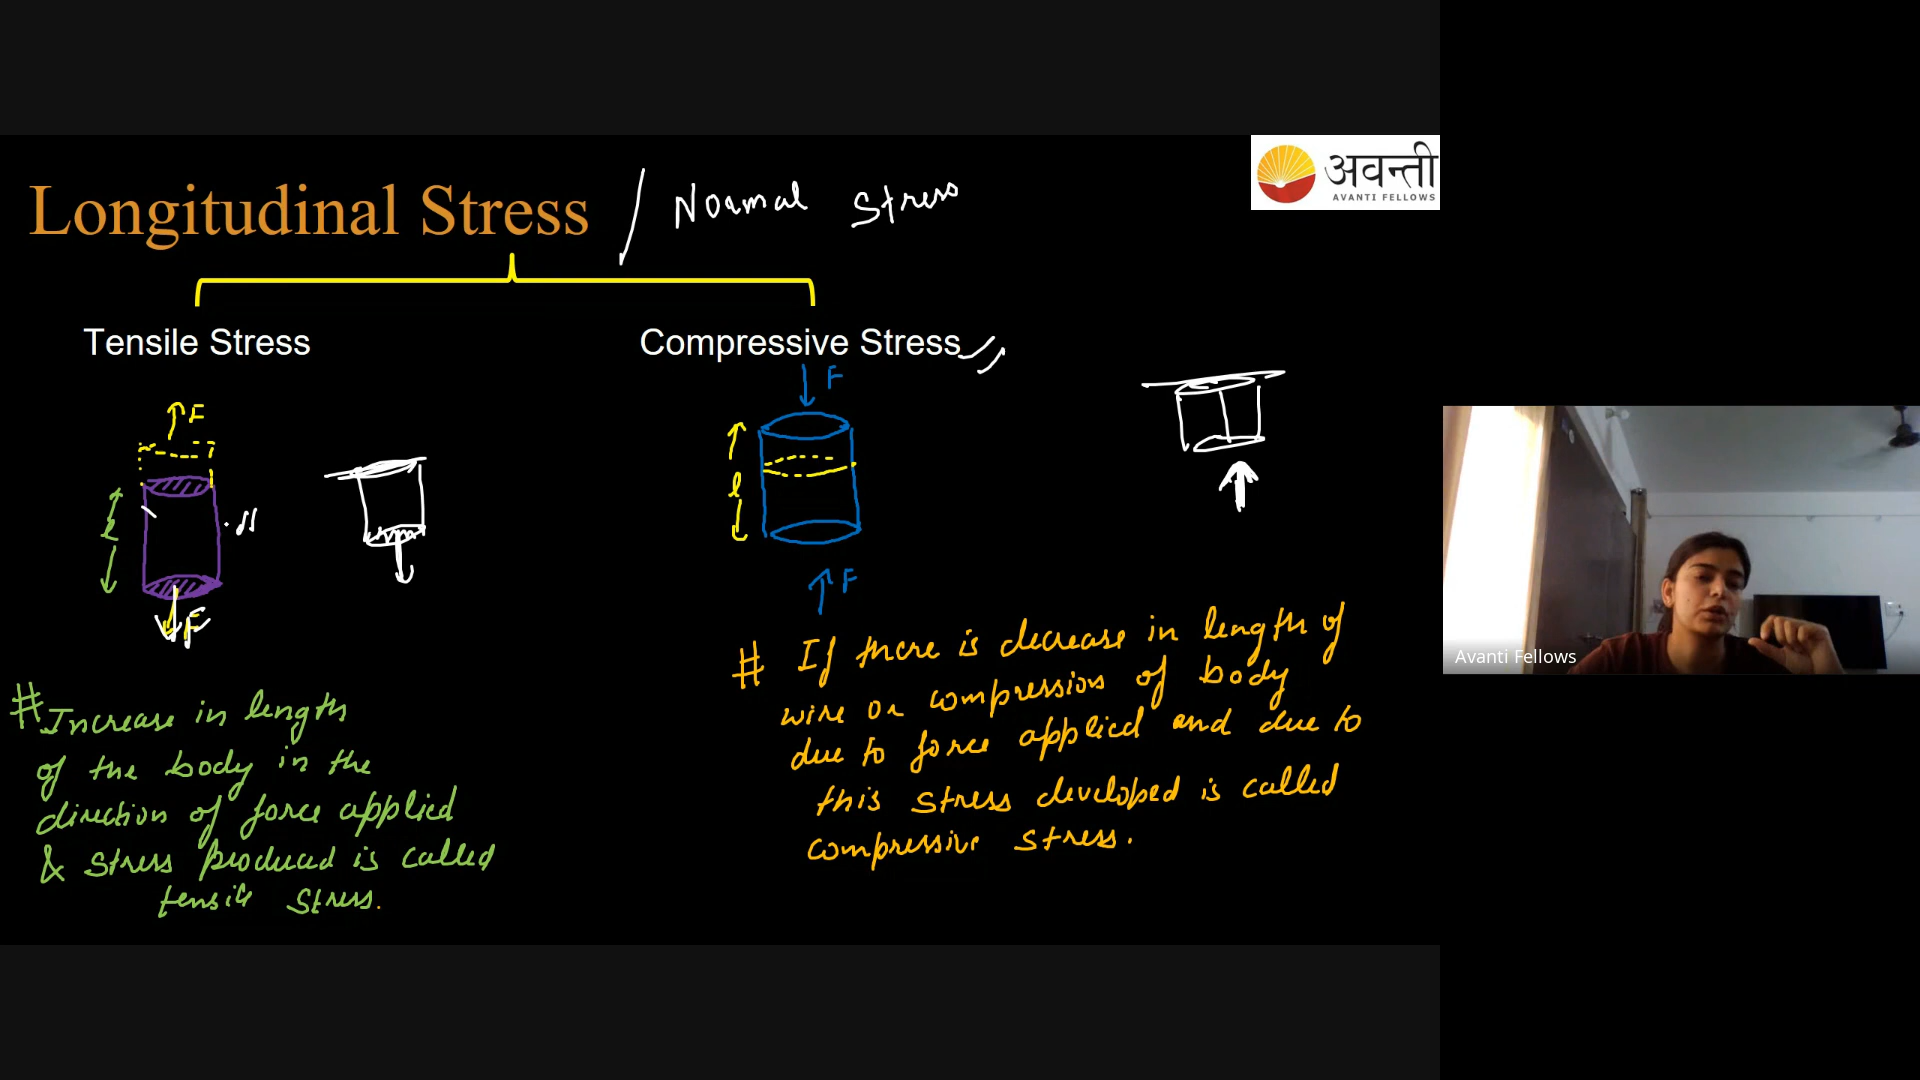 अवन्ती
AVANTI FELLOWS
Longitudinal Stress / Normal Stress
Tensile Stress
Compressive Stress
F
F
l
F
l
F
# Increase in length
of the body in the
direction of force applied
& stress produced is called
tensile stress.
# If there is decrease in length of
wire or compression of body
due to force applied and due to
this stress developed is called
compressive stress.
Avanti Fellows